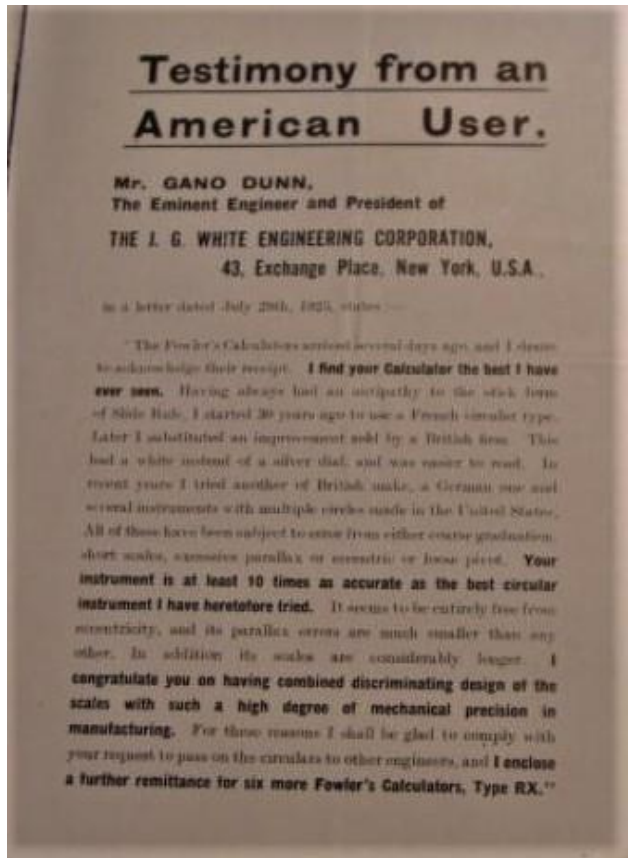 Testimony from an
American User.
Mr. GANO DUNN,
The Eminent Engineer and President of
THE J. G. WHITE ENGINEERING CORPORATION,
43, Exchange Place, New York, U.S.A.,
in a letter dated July 29th, 1925, states :—
"The Fowler's Calculators arrived several days ago, and I desire
to acknowledge their receipt. I find your Calculator the best I have
ever seen. Having always had an antipathy to the stick form
of Slide Rule, I started 30 years ago to use a French circular type.
Later I substituted an improvement sold by a British firm. This
had a white instead of a silver dial, and was easier to read. In
recent years I tried another of British make, a German one and
several instruments with multiple circles made in the United States.
All of these have been subject to error from either coarse graduation,
short scales, excessive parallax or eccentric or loose pivot. Your
instrument is at least 10 times as accurate as the best circular
instrument I have heretofore tried. It seems to be entirely free from
eccentricity, and its parallax errors are much smaller than any
other. In addition its scales are considerably longer. I
congratulate you on having combined discriminating design of the
scales with such a high degree of mechanical precision in
manufacturing. For these reasons I shall be glad to comply with
your request to pass on the circulars to other engineers, and I enclose
a further remittance for six more Fowler's Calculators, Type RX."